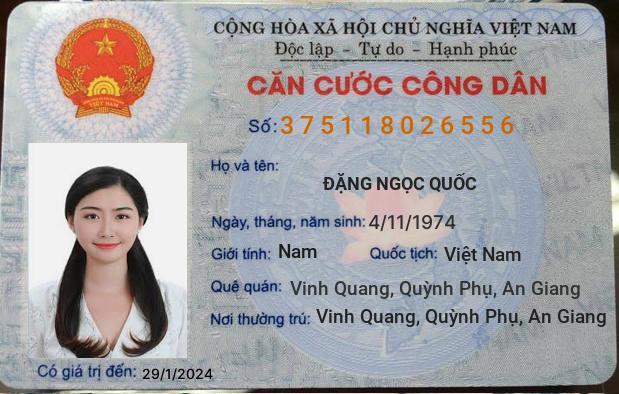 CỘNG HÒA XÃ HỘI CHỦ NGHĨA VIỆT NAM
Độc lập - Tự do - Hạnh phúc
CĂN CƯỚC CÔNG DÂN
Số: 375118026556
Họ và tên:
ĐẶNG NGỌC QUỐC
Ngày, tháng, năm sinh: 4/11/1974
Giới tính: Nam Quốc tịch: Việt Nam
Quê quán: Vinh Quang, Quỳnh Phụ, An Giang
Nơi thường trú: Vinh Quang, Quỳnh Phụ, An Giang
Có giá trị đến: 29/1/2024
VIỆT NAM